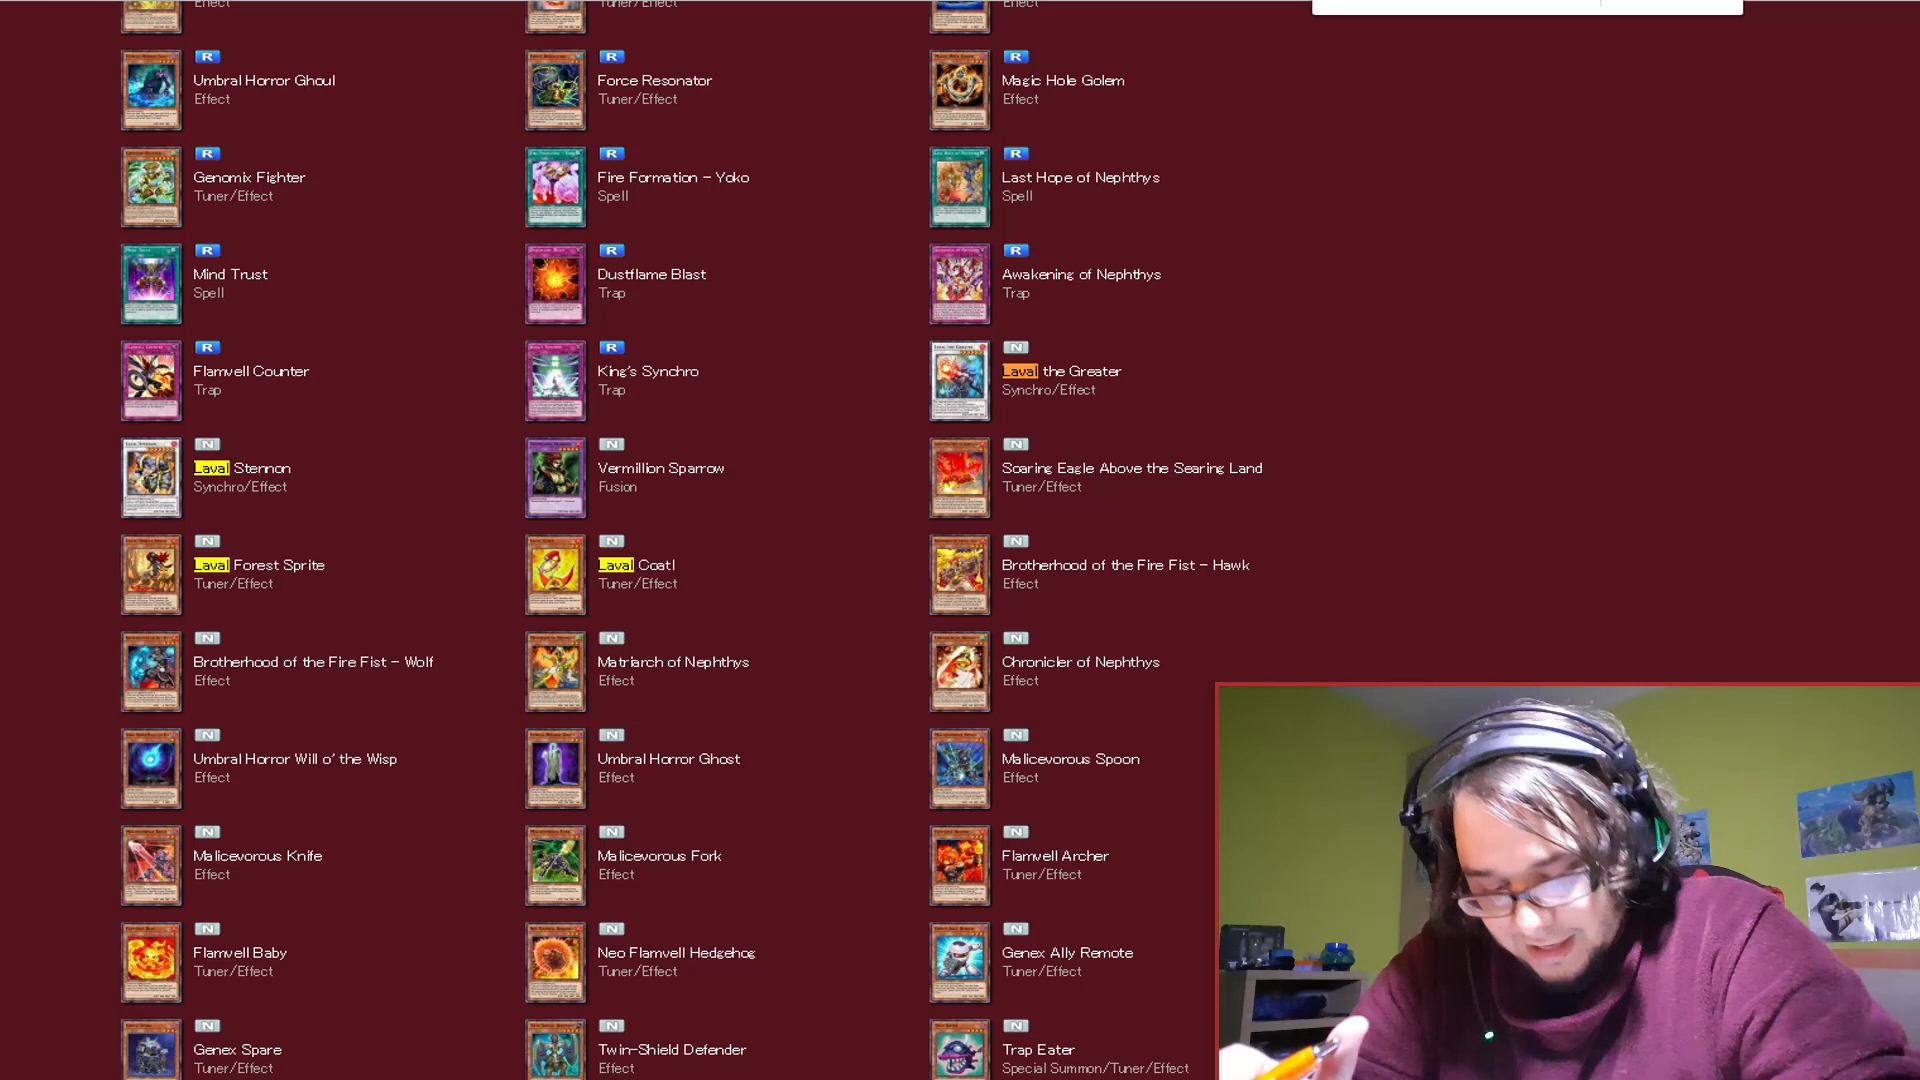 Effect
Tuner/Effect
Effect
R
Umbral Horror Ghoul
Effect
R
Force Resonator
Tuner/Effect
R
Magic Hole Golem
Effect
R
Genomix Fighter
Tuner/Effect
R
Fire Formation - Yoko
Spell
R
Last Hope of Nephthys
Spell
R
Mind Trust
Spell
R
Dustflame Blast
Trap
R
Awakening of Nephthys
Trap
R
Flamvell Counter
Trap
R
King's Synchro
Trap
N
Laval the Greater
Synchro/Effect
N
Laval Stennon
Synchro/Effect
N
Vermillion Sparrow
Fusion
N
Soaring Eagle Above the Searing Land
Tuner/Effect
N
Laval Forest Sprite
Tuner/Effect
N
Laval Coatl
Tuner/Effect
N
Brotherhood of the Fire Fist - Hawk
Effect
N
Brotherhood of the Fire Fist - Wolf
Effect
N
Matriarch of Nephthys
Effect
N
Chronicler of Nephthys
Effect
N
Umbral Horror Will o' the Wisp
Effect
N
Umbral Horror Ghost
Effect
N
Malicevorous Spoon
Effect
N
Malicevorous Knife
Effect
N
Malicevorous Fork
Effect
N
Flamvell Archer
Tuner/Effect
N
Flamvell Baby
Tuner/Effect
N
Neo Flamvell Hedgehog
Tuner/Effect
N
Genex Ally Remote
Tuner/Effect
N
Genex Spare
Tuner/Effect
N
Twin-Shield Defender
Effect
N
Trap Eater
Special Summon/Tuner/Effect